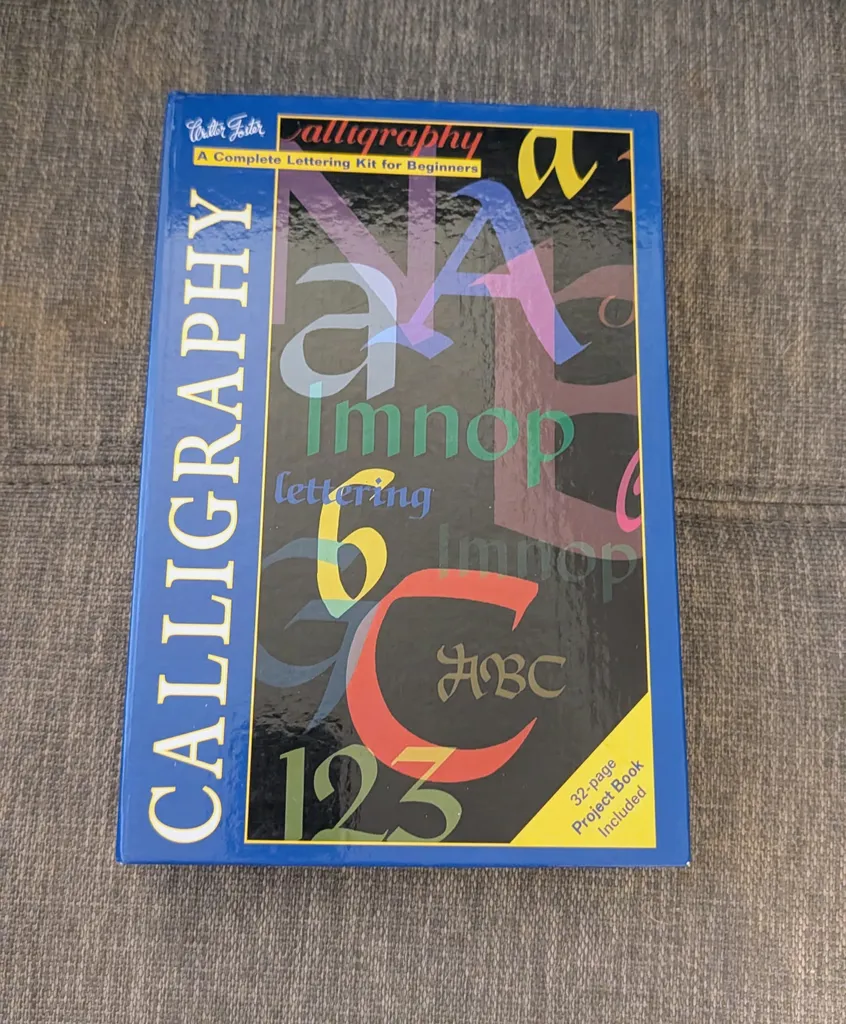 Walter Foster
Calligraphy
A Complete Lettering Kit for Beginners
CALLIGRAPHY
a
N
A
a
B
lmnop
lettering
6
lmnop
G
C
ABC
123
32-page
Project Book
Included